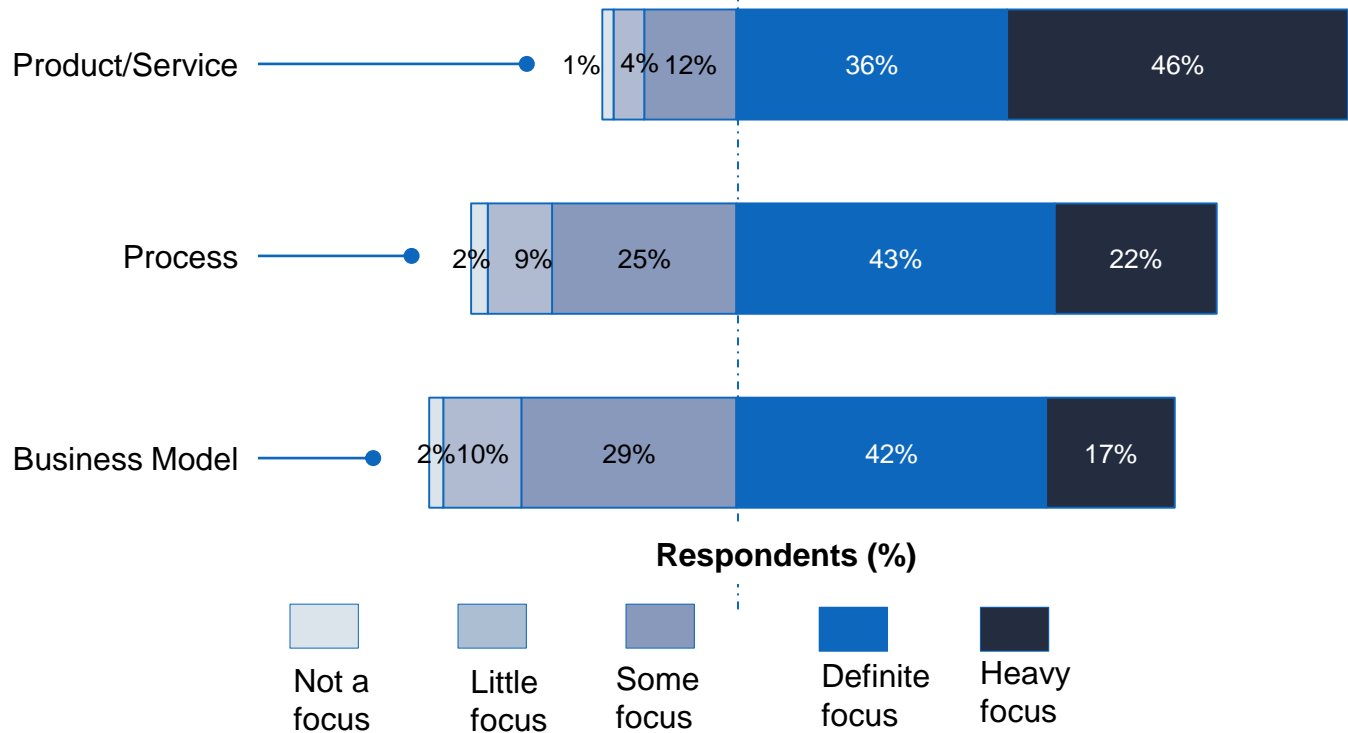 Product/Service
1% 4% 12% 36% 46%
Process
2% 9% 25% 43% 22%
Business Model
2% 10% 29% 42% 17%
Respondents (%)
Not a
focus
Little
focus
Some
focus
Definite
focus
Heavy
focus